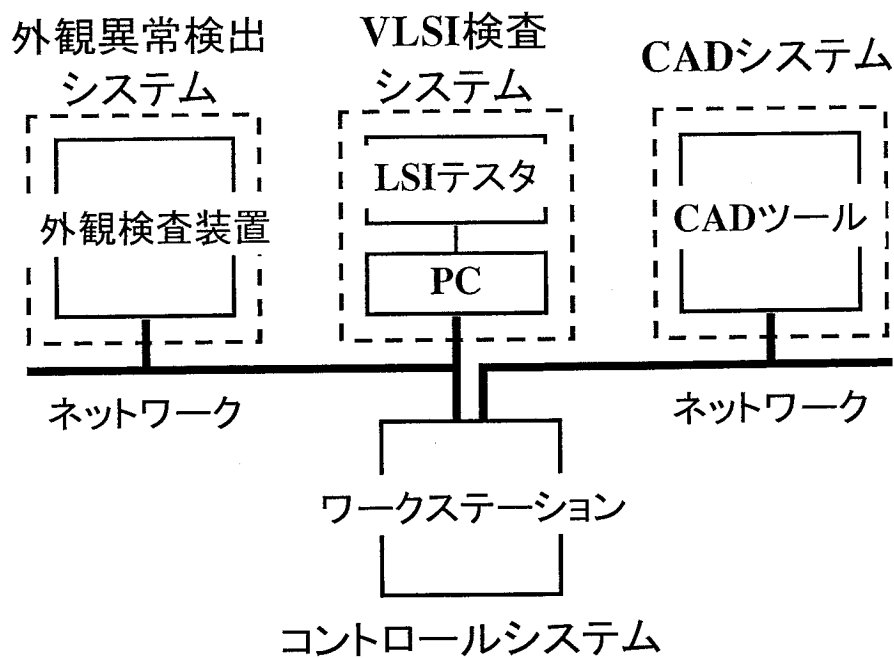 外観異常検出
システム
VLSI検査
システム
CADシステム
外観検査装置
LSIテスタ
PC
CADツール
ネットワーク
ネットワーク
ワークステーション
コントロールシステム